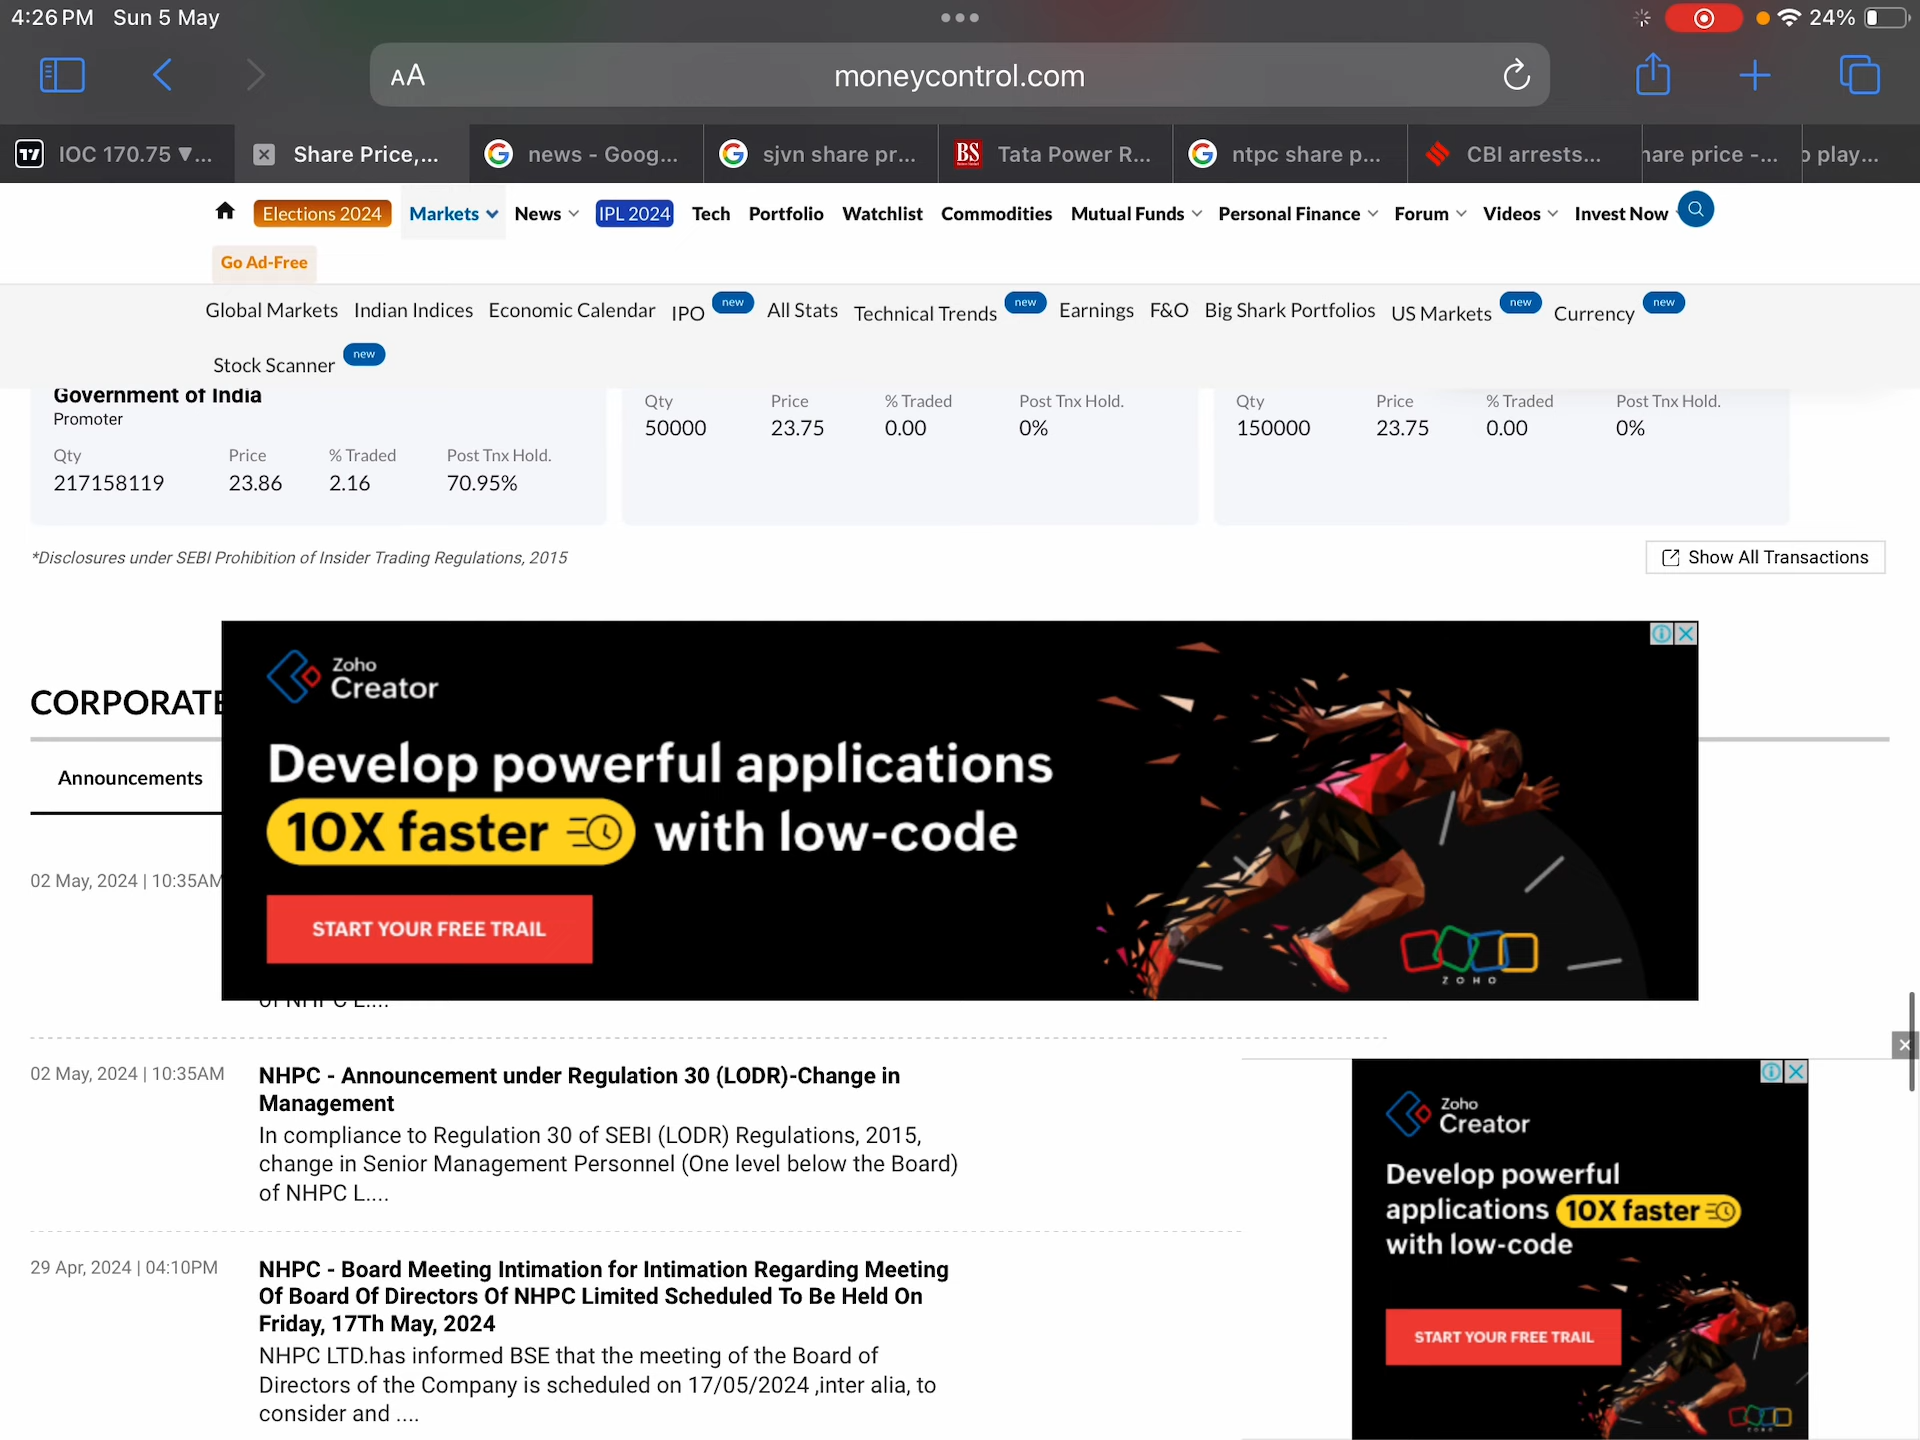 4:26 PM Sun 5 May
24%
AA moneycontrol.com
IOC 170.75 ▼...
Share Price,...
news - Goog...
sjvn share pr...
BS Tata Power R...
ntpc share p...
CBI arrests...
hare price -...
play...
Elections 2024 Markets News IPL 2024 Tech Portfolio Watchlist Commodities Mutual Funds Personal Finance Forum Videos Invest Now
Go Ad-Free
Global Markets Indian Indices Economic Calendar IPO new All Stats Technical Trends new Earnings F&O Big Shark Portfolios US Markets new Currency new
Stock Scanner new
Government of India
Promoter
Qty Price % Traded Post Tnx Hold.
217158119 23.86 2.16 70.95%
Qty Price % Traded Post Tnx Hold.
50000 23.75 0.00 0%
Qty Price % Traded Post Tnx Hold.
150000 23.75 0.00 0%
*Disclosures under SEBI Prohibition of Insider Trading Regulations, 2015
Show All Transactions
CORPORATE
Announcements
Zoho
Creator
Develop powerful applications
10X faster with low-code
START YOUR FREE TRAIL
ZOHO
02 May, 2024 | 10:35AM
of NHPC L....
02 May, 2024 | 10:35AM
NHPC - Announcement under Regulation 30 (LODR)-Change in
Management
In compliance to Regulation 30 of SEBI (LODR) Regulations, 2015,
change in Senior Management Personnel (One level below the Board)
of NHPC L....
29 Apr, 2024 | 04:10PM
NHPC - Board Meeting Intimation for Intimation Regarding Meeting
Of Board Of Directors Of NHPC Limited Scheduled To Be Held On
Friday, 17Th May, 2024
NHPC LTD.has informed BSE that the meeting of the Board of
Directors of the Company is scheduled on 17/05/2024 ,inter alia, to
consider and ....
Zoho
Creator
Develop powerful
applications 10X faster
with low-code
START YOUR FREE TRAIL
ZOHO